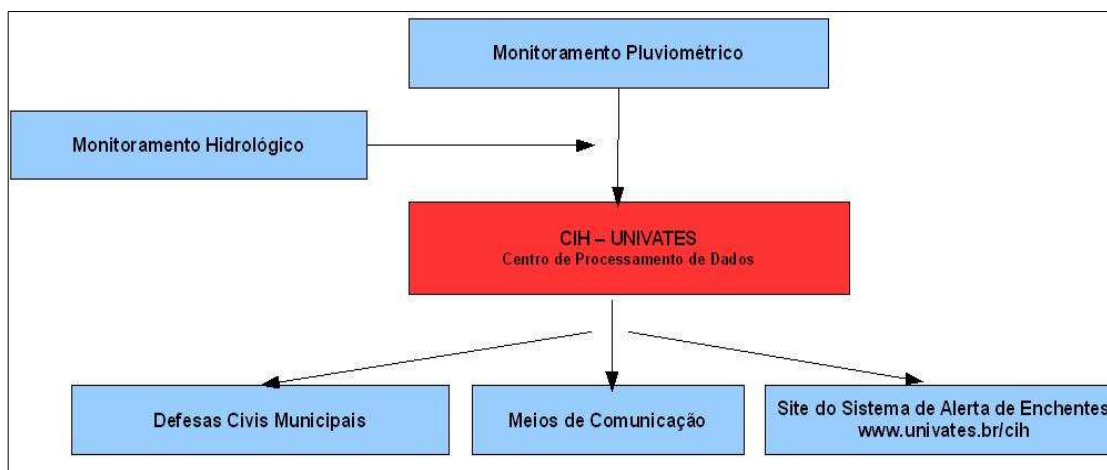 Monitoramento Pluviométrico
Monitoramento Hidrológico
CIH – UNIVATES
Centro de Processamento de Dados
Defesas Civis Municipais
Meios de Comunicação
Site do Sistema de Alerta de Enchentes
www.univates.br/cih